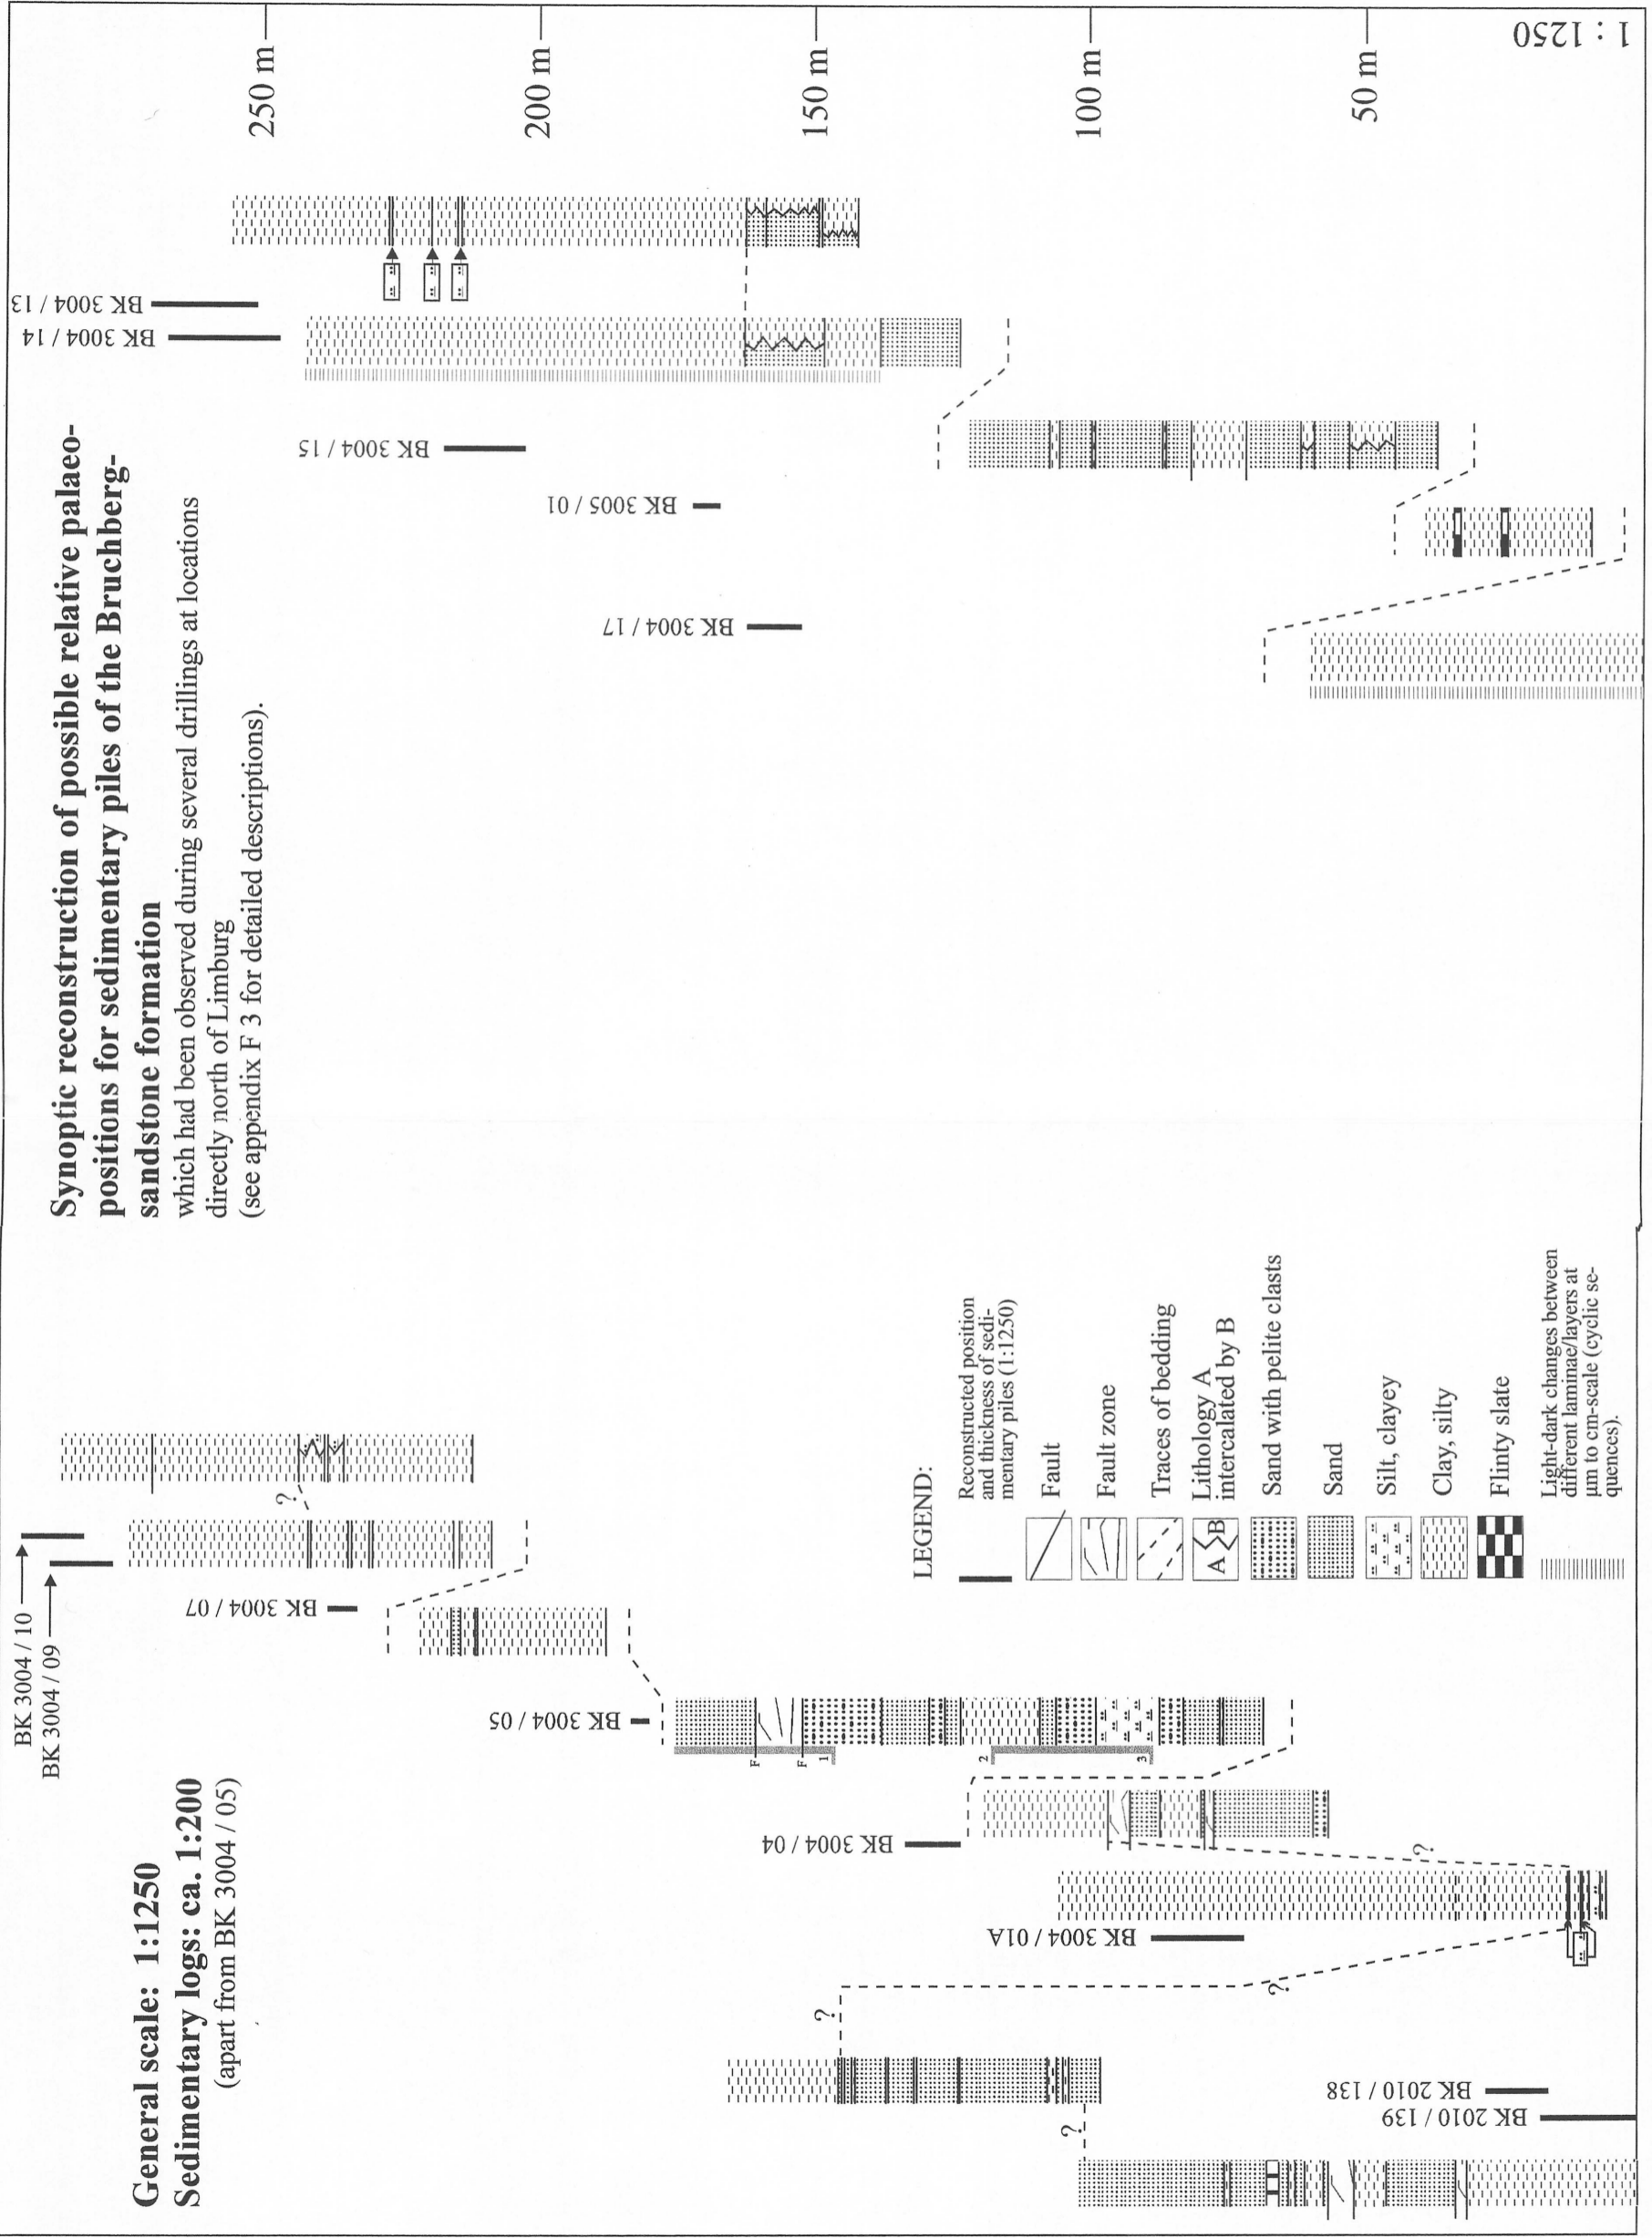 Synoptic reconstruction of possible relative palaeo-
positions for sedimentary piles of the Bruchberg-
sandstone formation
which had been observed during several drillings at locations
directly north of Limburg
(see appendix F 3 for detailed descriptions).
General scale: 1:1250
Sedimentary logs: ca. 1:200
(apart from BK 3004 / 05)
BK 3004 / 10
BK 3004 / 09
BK 3004 / 07
BK 3004 / 05
BK 3004 / 04
BK 3004 / 01A
BK 2010 / 138
BK 2010 / 139
BK 3004 / 13
BK 3004 / 14
BK 3004 / 15
BK 3005 / 01
BK 3004 / 17
?
?
?
?
?
F
F
1
2
3
250 m
200 m
150 m
100 m
50 m
1 : 1250
LEGEND:
Reconstructed position
and thickness of sedi-
mentary piles (1:1250)
Fault
Fault zone
Traces of bedding
A
B
Lithology A
intercalated by B
Sand with pelite clasts
Sand
Silt, clayey
Clay, silty
Flinty slate
Light-dark changes between
different laminae/layers at
µm to cm-scale (cyclic se-
quences).